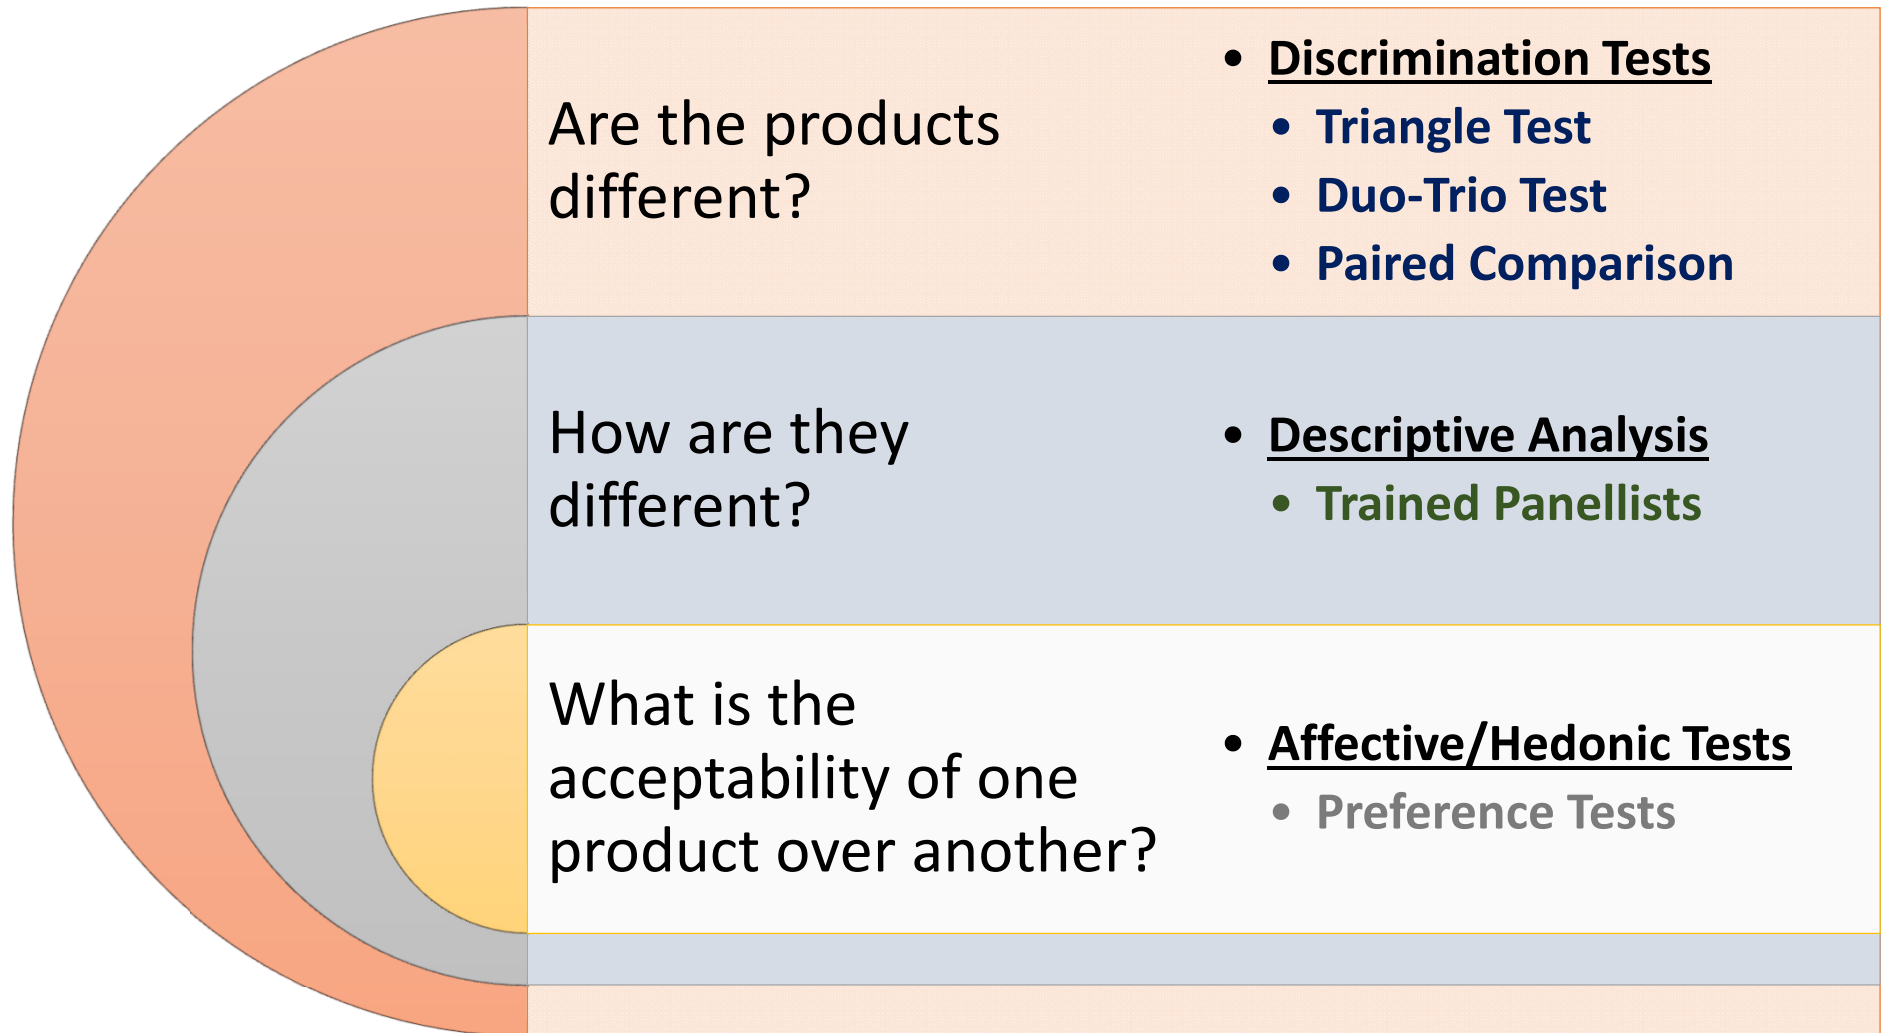 Are the products
different?
• Discrimination Tests
• Triangle Test
• Duo-Trio Test
• Paired Comparison
How are they
different?
• Descriptive Analysis
• Trained Panellists
What is the
acceptability of one
product over another?
• Affective/Hedonic Tests
• Preference Tests